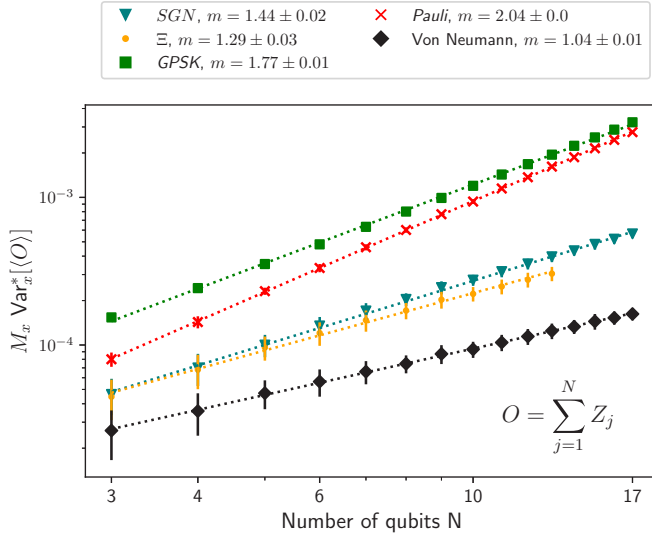 SGN, m = 1.44 ± 0.02
Ξ, m = 1.29 ± 0.03
GPSK, m = 1.77 ± 0.01
Pauli, m = 2.04 ± 0.0
Von Neumann, m = 1.04 ± 0.01
M_x Var*_x[⟨O⟩]
10^{-3}
10^{-4}
O = \sum_{j=1}^{N} Z_j
3 4 6 10 17
Number of qubits N